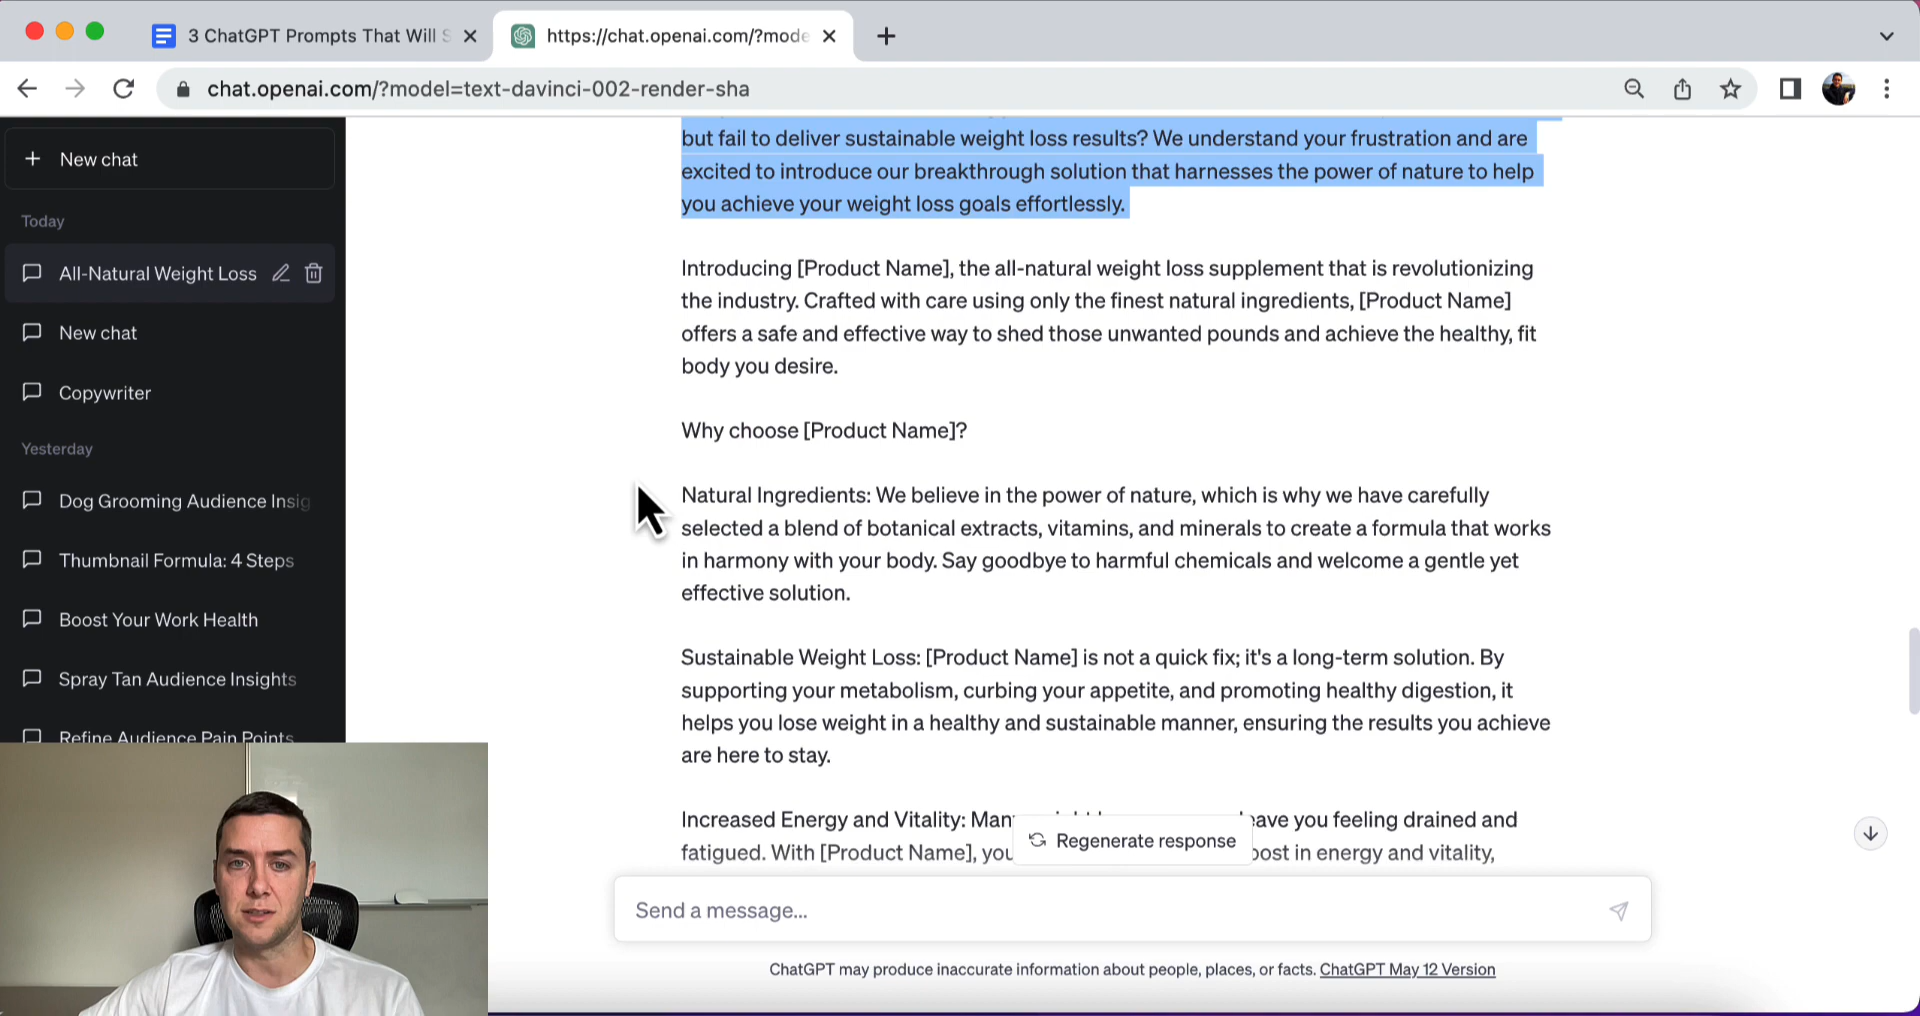 3 ChatGPT Prompts That Will S
https://chat.openai.com/?mode
chat.openai.com/?model=text-davinci-002-render-sha
New chat
Today
All-Natural Weight Loss
New chat
Copywriter
Yesterday
Dog Grooming Audience Insig
Thumbnail Formula: 4 Steps
Boost Your Work Health
Spray Tan Audience Insights
Refine Audience Pain Points
but fail to deliver sustainable weight loss results? We understand your frustration and are
excited to introduce our breakthrough solution that harnesses the power of nature to help
you achieve your weight loss goals effortlessly.
Introducing [Product Name], the all-natural weight loss supplement that is revolutionizing
the industry. Crafted with care using only the finest natural ingredients, [Product Name]
offers a safe and effective way to shed those unwanted pounds and achieve the healthy, fit
body you desire.
Why choose [Product Name]?
Natural Ingredients: We believe in the power of nature, which is why we have carefully
selected a blend of botanical extracts, vitamins, and minerals to create a formula that works
in harmony with your body. Say goodbye to harmful chemicals and welcome a gentle yet
effective solution.
Sustainable Weight Loss: [Product Name] is not a quick fix; it's a long-term solution. By
supporting your metabolism, curbing your appetite, and promoting healthy digestion, it
helps you lose weight in a healthy and sustainable manner, ensuring the results you achieve
are here to stay.
Increased Energy and Vitality: leave you feeling drained and
fatigued. With [Product Name], in energy and vitality,
Regenerate response
Send a message...
ChatGPT may produce inaccurate information about people, places, or facts. ChatGPT May 12 Version